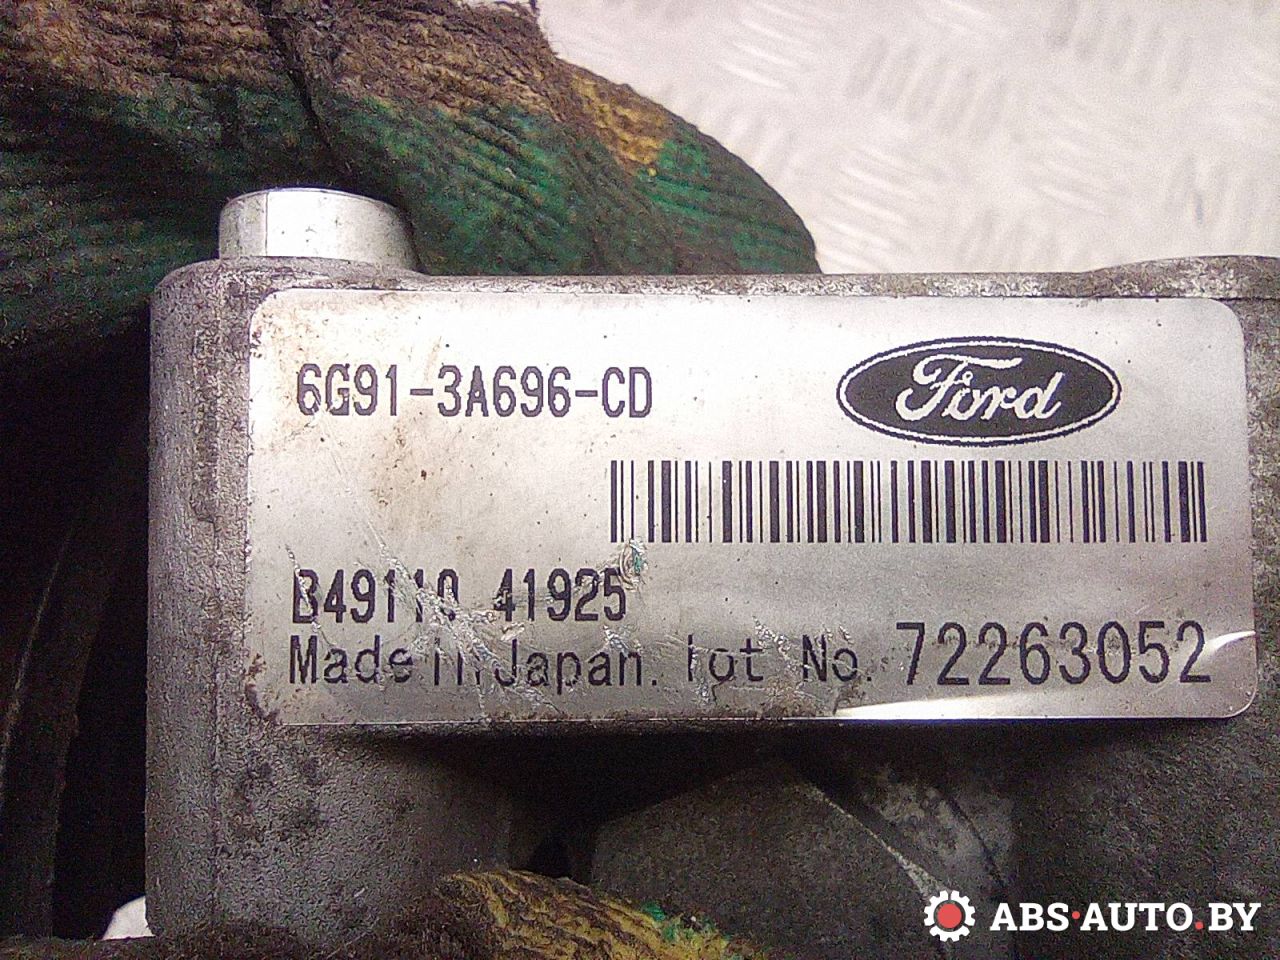 6G91-3A696-CD
Ford
B49110 41925
Made in Japan. lot No. 72263052
ABS·AUTO.BY